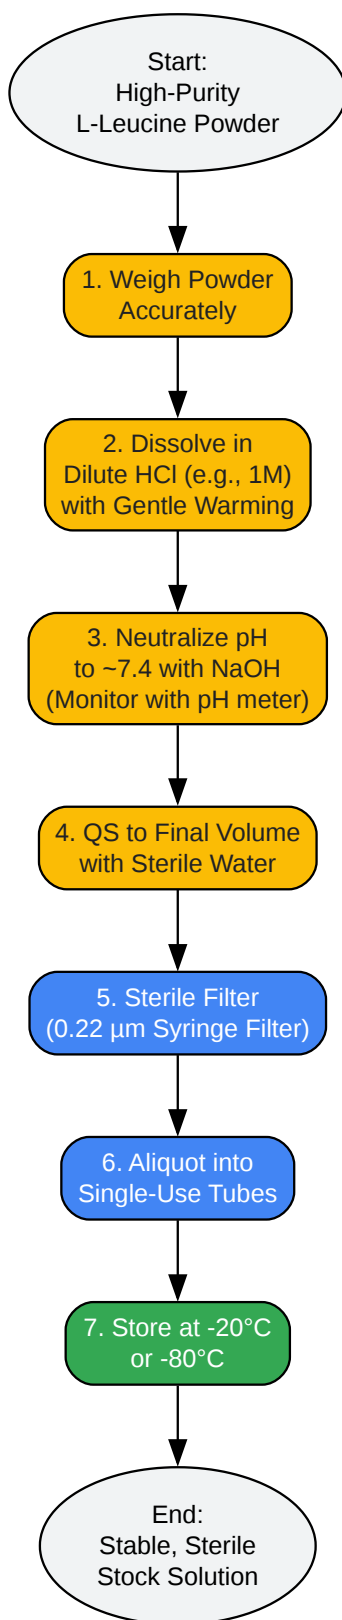 Start:
High-Purity
L-Leucine Powder
1. Weigh Powder
Accurately
2. Dissolve in
Dilute HCl (e.g., 1M)
with Gentle Warming
3. Neutralize pH
to ~7.4 with NaOH
(Monitor with pH meter)
4. QS to Final Volume
with Sterile Water
5. Sterile Filter
(0.22 µm Syringe Filter)
6. Aliquot into
Single-Use Tubes
7. Store at -20°C
or -80°C
End:
Stable, Sterile
Stock Solution